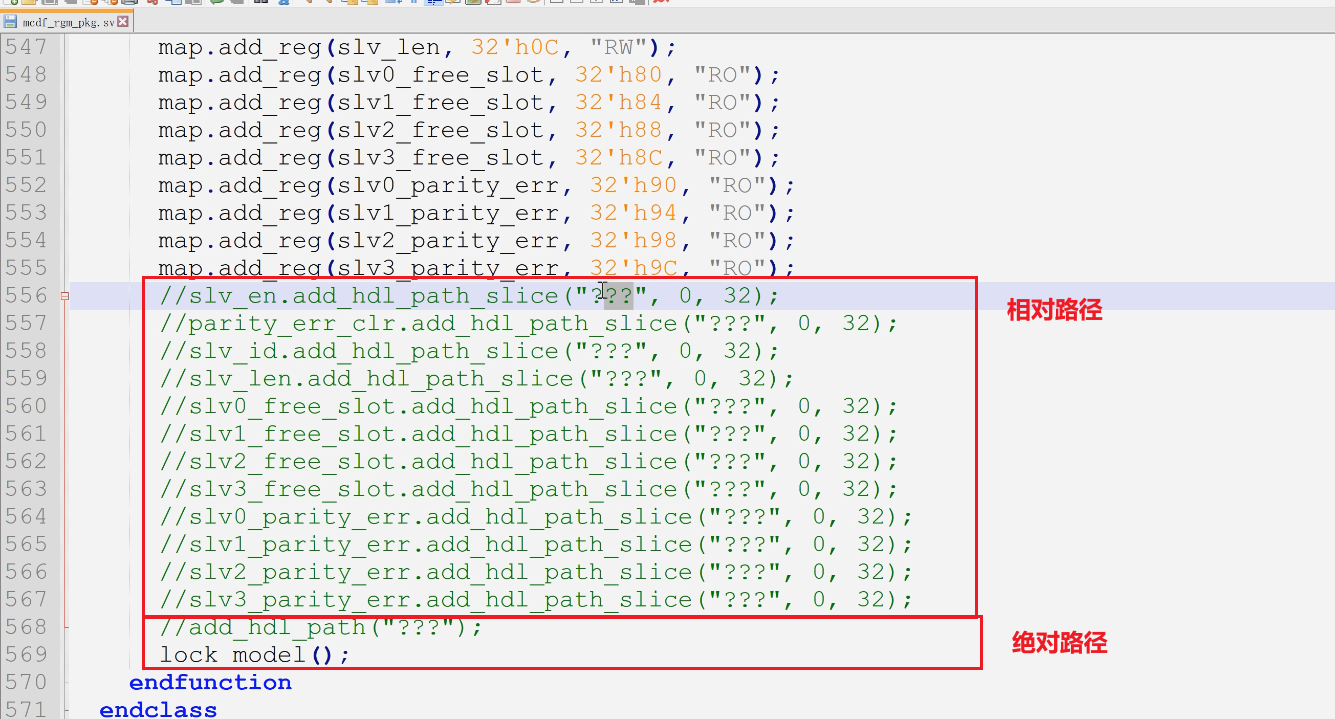 mcdf_rgm_pkg.sv
547 map.add_reg(slv_len, 32'h0C, "RW");
548 map.add_reg(slv0_free_slot, 32'h80, "RO");
549 map.add_reg(slv1_free_slot, 32'h84, "RO");
550 map.add_reg(slv2_free_slot, 32'h88, "RO");
551 map.add_reg(slv3_free_slot, 32'h8C, "RO");
552 map.add_reg(slv0_parity_err, 32'h90, "RO");
553 map.add_reg(slv1_parity_err, 32'h94, "RO");
554 map.add_reg(slv2_parity_err, 32'h98, "RO");
555 map.add_reg(slv3_parity_err, 32'h9C, "RO");
556 //slv_en.add_hdl_path_slice("???", 0, 32);
相对路径
557 //parity_err_clr.add_hdl_path_slice("???", 0, 32);
558 //slv_id.add_hdl_path_slice("???", 0, 32);
559 //slv_len.add_hdl_path_slice("???", 0, 32);
560 //slv0_free_slot.add_hdl_path_slice("???", 0, 32);
561 //slv1_free_slot.add_hdl_path_slice("???", 0, 32);
562 //slv2_free_slot.add_hdl_path_slice("???", 0, 32);
563 //slv3_free_slot.add_hdl_path_slice("???", 0, 32);
564 //slv0_parity_err.add_hdl_path_slice("???", 0, 32);
565 //slv1_parity_err.add_hdl_path_slice("???", 0, 32);
566 //slv2_parity_err.add_hdl_path_slice("???", 0, 32);
567 //slv3_parity_err.add_hdl_path_slice("???", 0, 32);
568 //add_hdl_path("???");
绝对路径
569 lock_model();
570 endfunction
571 endclass